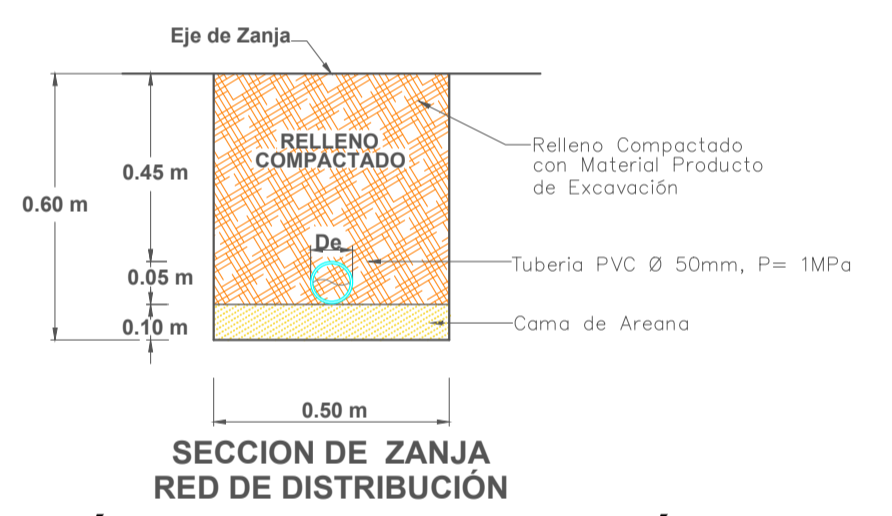 Eje de Zanja
RELLENO
COMPACTADO
Relleno Compactado
con Material Producto
de Excavación
0.45 m
0.60 m
De
Tuberia PVC Ø 50mm, P= 1MPa
0.05 m
0.10 m
Cama de Areana
0.50 m
SECCION DE ZANJA
RED DE DISTRIBUCIÓN